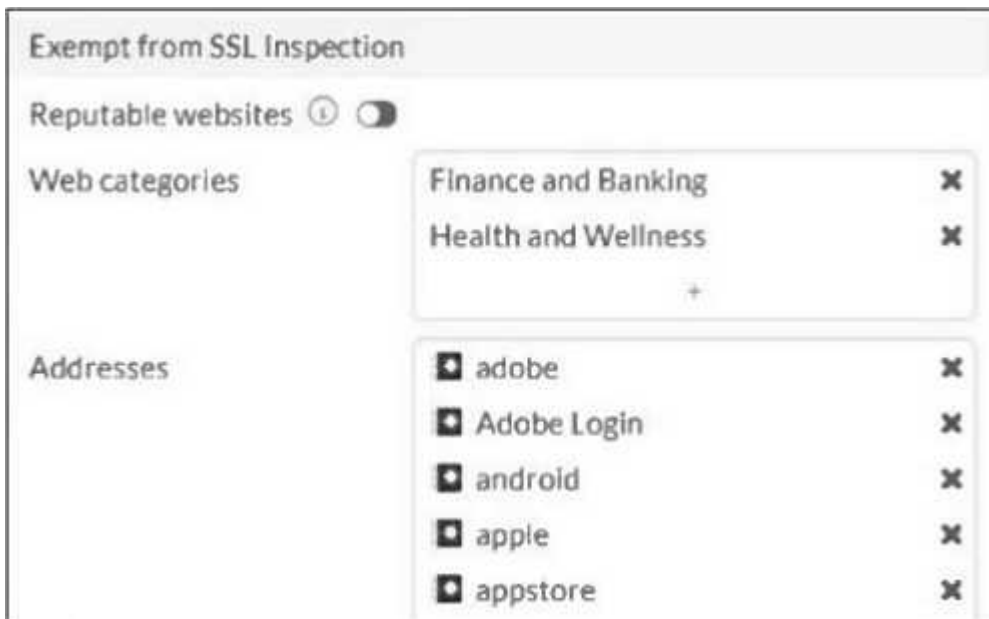 Exempt from SSL Inspection
Reputable websites
Web categories
Finance and Banking
Health and Wellness
+
Addresses
adobe
Adobe Login
android
apple
appstore